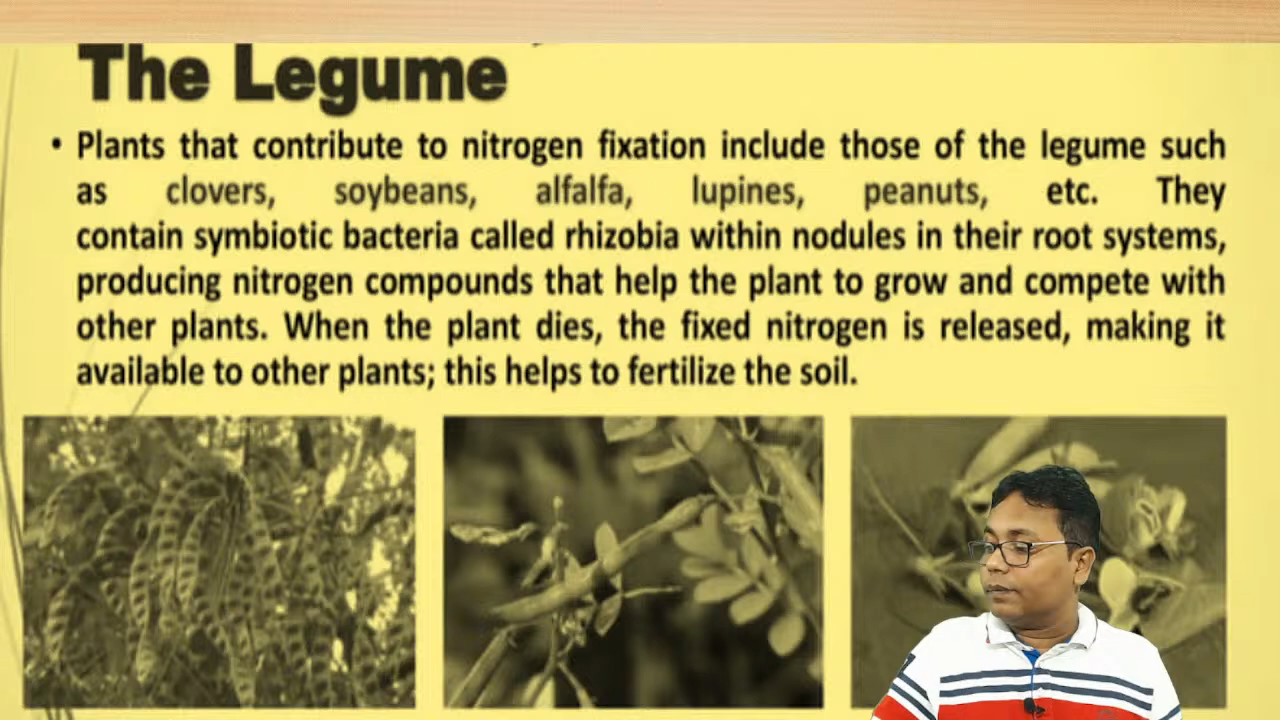 The Legume
• Plants that contribute to nitrogen fixation include those of the legume such
as clovers, soybeans, alfalfa, lupines, peanuts, etc. They
contain symbiotic bacteria called rhizobia within nodules in their root systems,
producing nitrogen compounds that help the plant to grow and compete with
other plants. When the plant dies, the fixed nitrogen is released, making it
available to other plants; this helps to fertilize the soil.